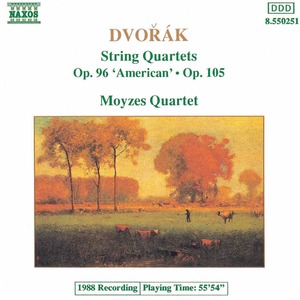 NAXOS
DDD
8.550251
DVOŘÁK
String Quartets
Op. 96 ‘American’ • Op. 105
Moyzes Quartet
1988 Recording | Playing Time: 55'54"